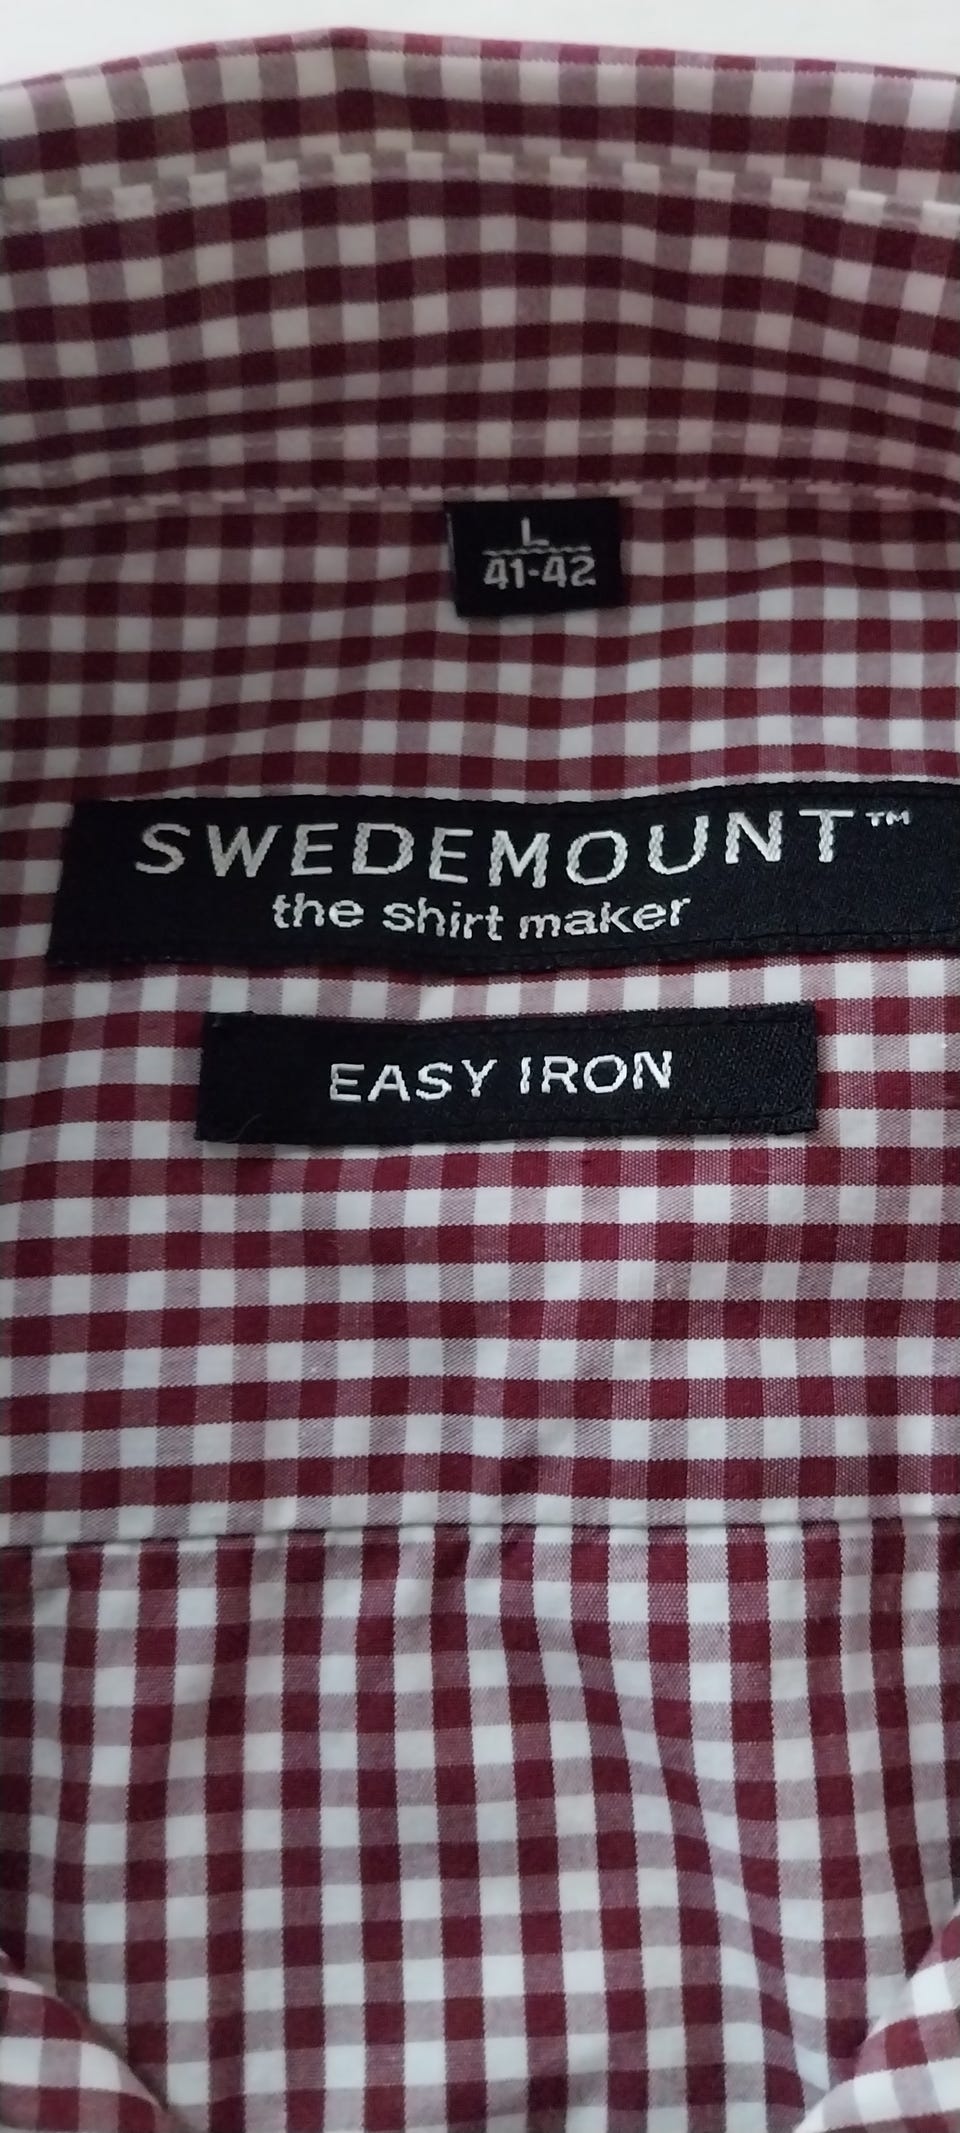 L
41-42
SWEDEMOUNT™
the shirt maker
EASY IRON